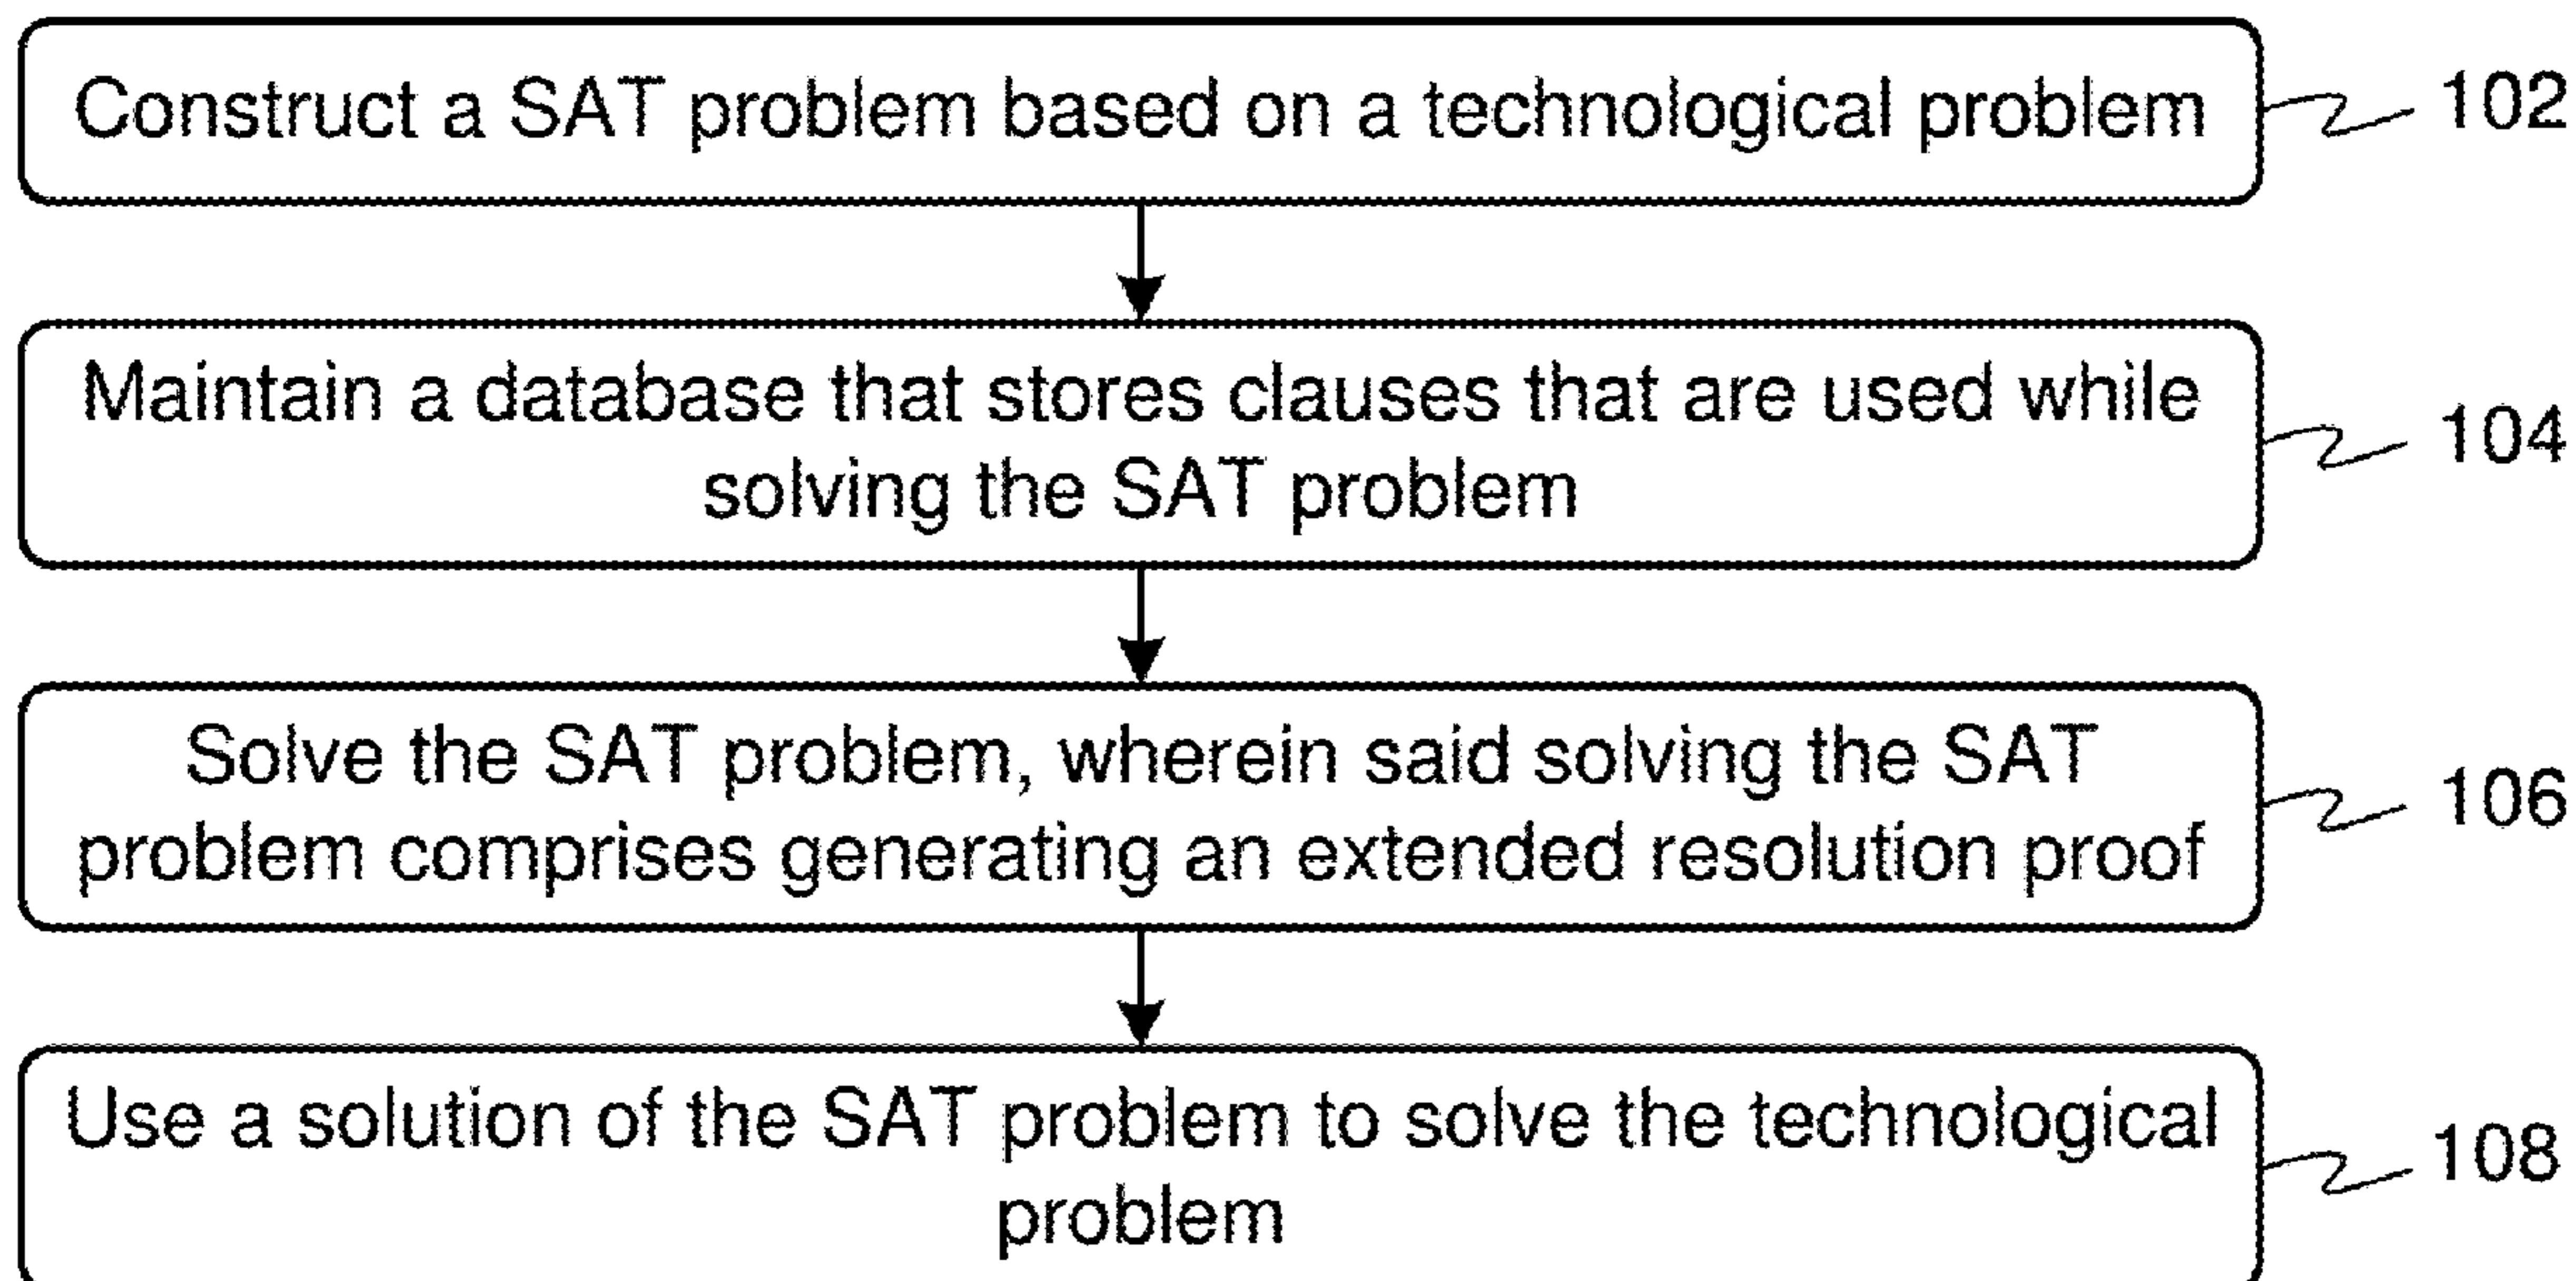 Construct a SAT problem based on a technological problem
102
Maintain a database that stores clauses that are used while
solving the SAT problem
104
Solve the SAT problem, wherein said solving the SAT
problem comprises generating an extended resolution proof
106
Use a solution of the SAT problem to solve the technological
problem
108